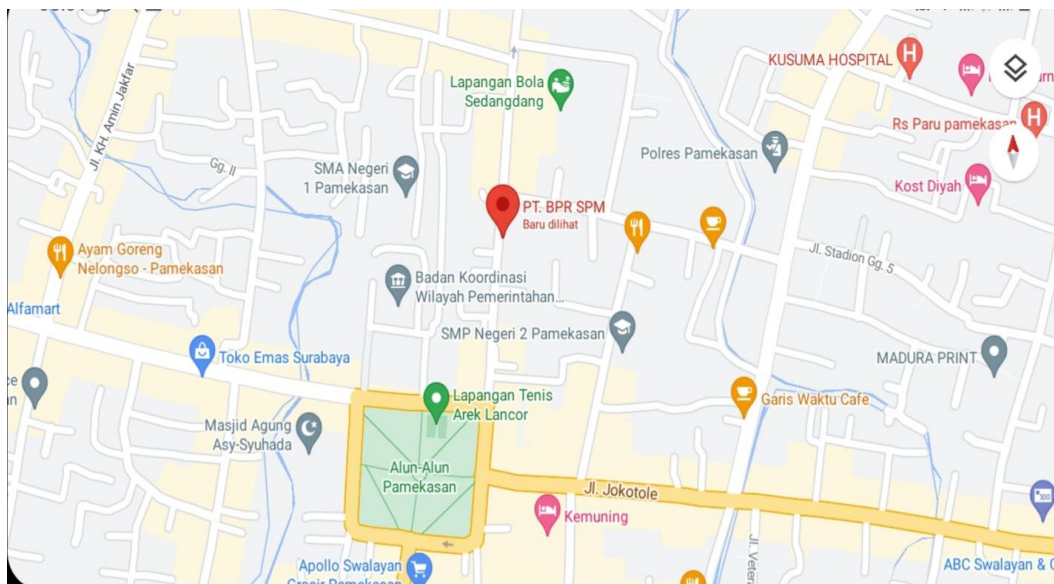 KUSUMA HOSPITAL
H
Lapangan Bola
Sedangdang
Jl. KH. Amin Jakfar
Rs Paru pamekasan
H
Gg. II
SMA Negeri
1 Pamekasan
Polres Pamekasan
Kost Diyah
PT. BPR SPM
Baru dilihat
Ayam Goreng
Nelongso - Pamekasan
Jl. Stadion Gg. 5
Badan Koordinasi
Wilayah Pemerintahan...
Alfamart
SMP Negeri 2 Pamekasan
Toko Emas Surabaya
MADURA PRINT
Lapangan Tenis
Arek Lancor
Garis Waktu Cafe
Masjid Agung
Asy-Syuhada
Alun-Alun
Pamekasan
Jl. Jokotole
Kemuning
Apollo Swalayan
Grosir Pamekasan
ABC Swalayan &